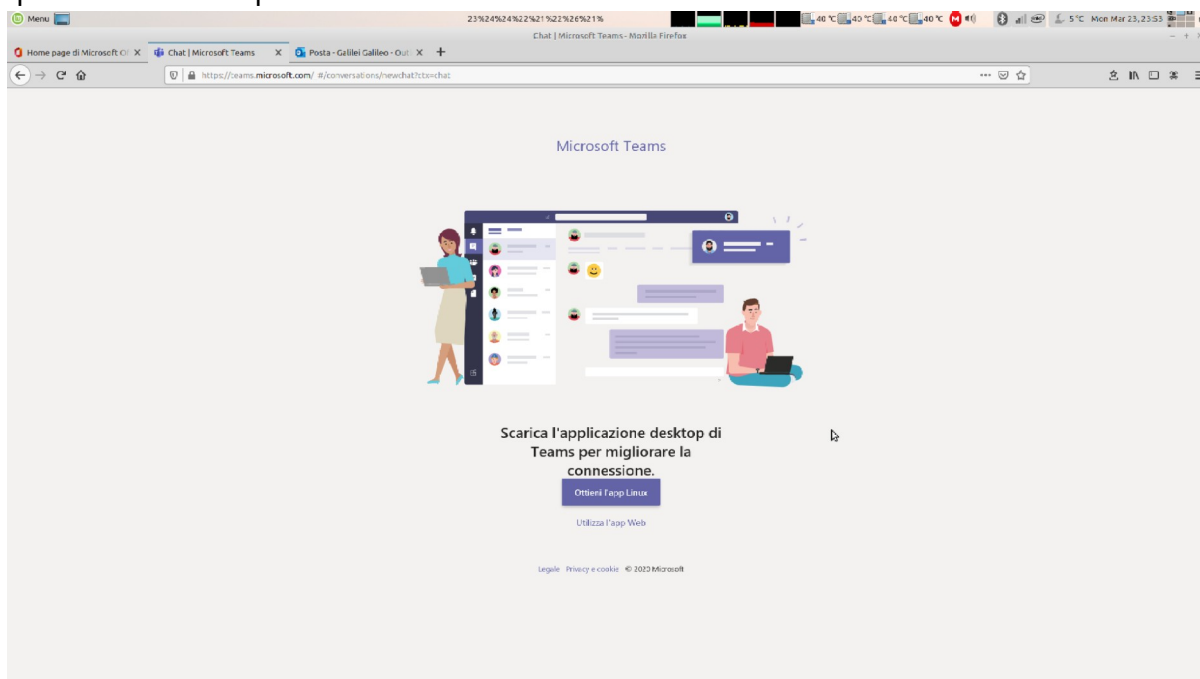 Menu
23%24%24%22%21%22%26%21%
40 °C 40 °C 40 °C 40 °C
5 °C Mon Mar 23, 23:53
Chat | Microsoft Teams - Mozilla Firefox
Home page di Microsoft Of
Chat | Microsoft Teams
Posta - Galilei Galileo - Out
https://teams.microsoft.com/_#/conversations/newchat?ctx=chat
Microsoft Teams
Scarica l'applicazione desktop di
Teams per migliorare la
connessione.
Ottieni l'app Linux
Utilizza l'app Web
Legale Privacy e cookie © 2020 Microsoft